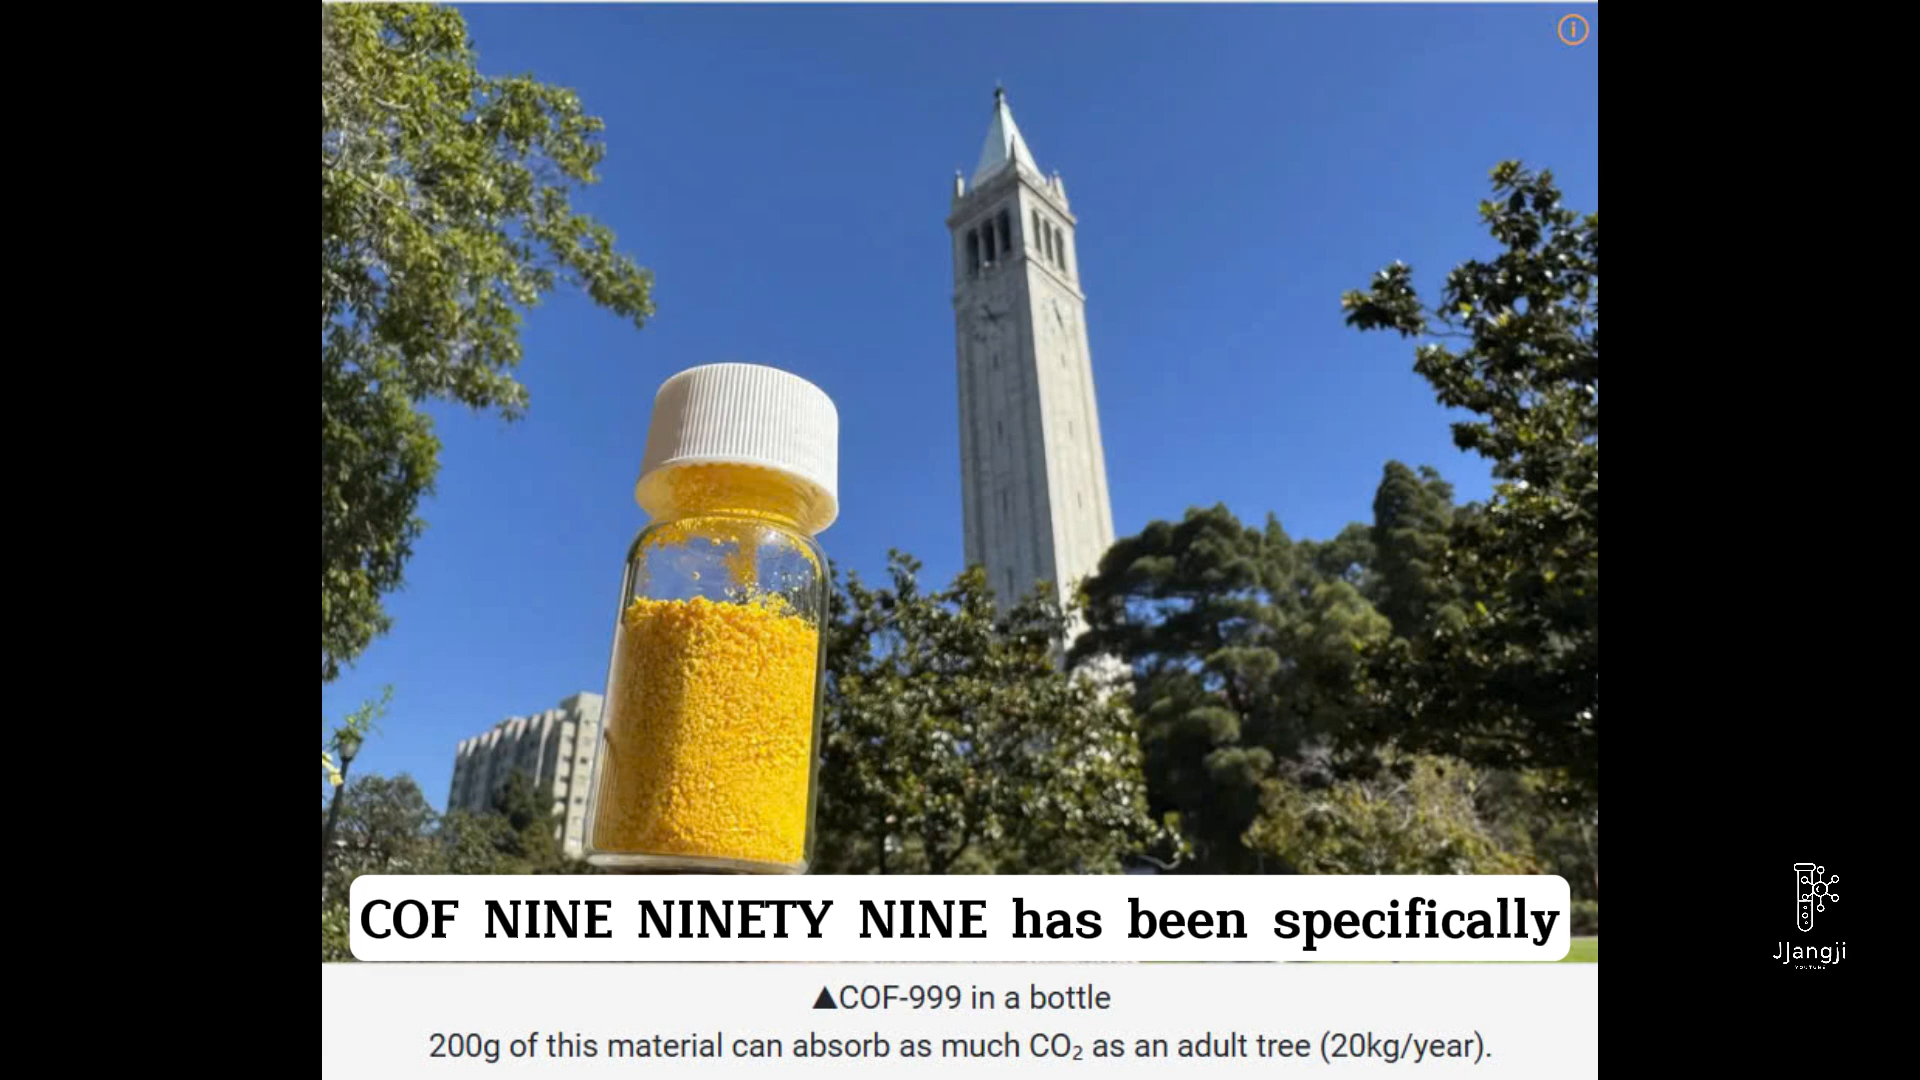 COF NINE NINETY NINE has been specifically
▲COF-999 in a bottle
200g of this material can absorb as much CO₂ as an adult tree (20kg/year).
JJangji
YOUTUBE